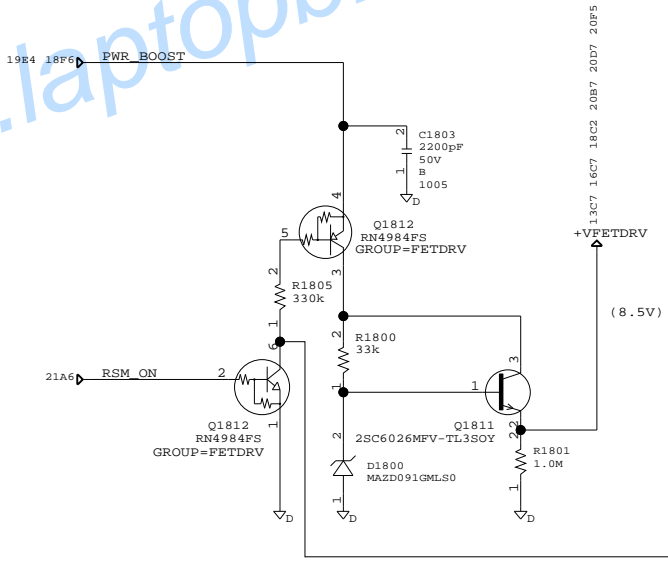 .laptopb
19E4 18F6
PWR_BOOST
13C7 16C7 18C2 20B7 20D7 20F5
2
C1803
2200pF
50V
B
1005
1
D
4
Q1812
RN4984FS
GROUP=FETDRV
5
3
+VFETDRV
(8.5V)
2
R1805
330k
1
2
R1800
33k
1
6
21A6
RSM_ON
2
1
Q1812
RN4984FS
GROUP=FETDRV
3
1
Q1811
2SC6026MFV-TL3SOY
2
2
R1801
1.0M
1
2
D1800
MAZD091GMLS0
1
D
D
D